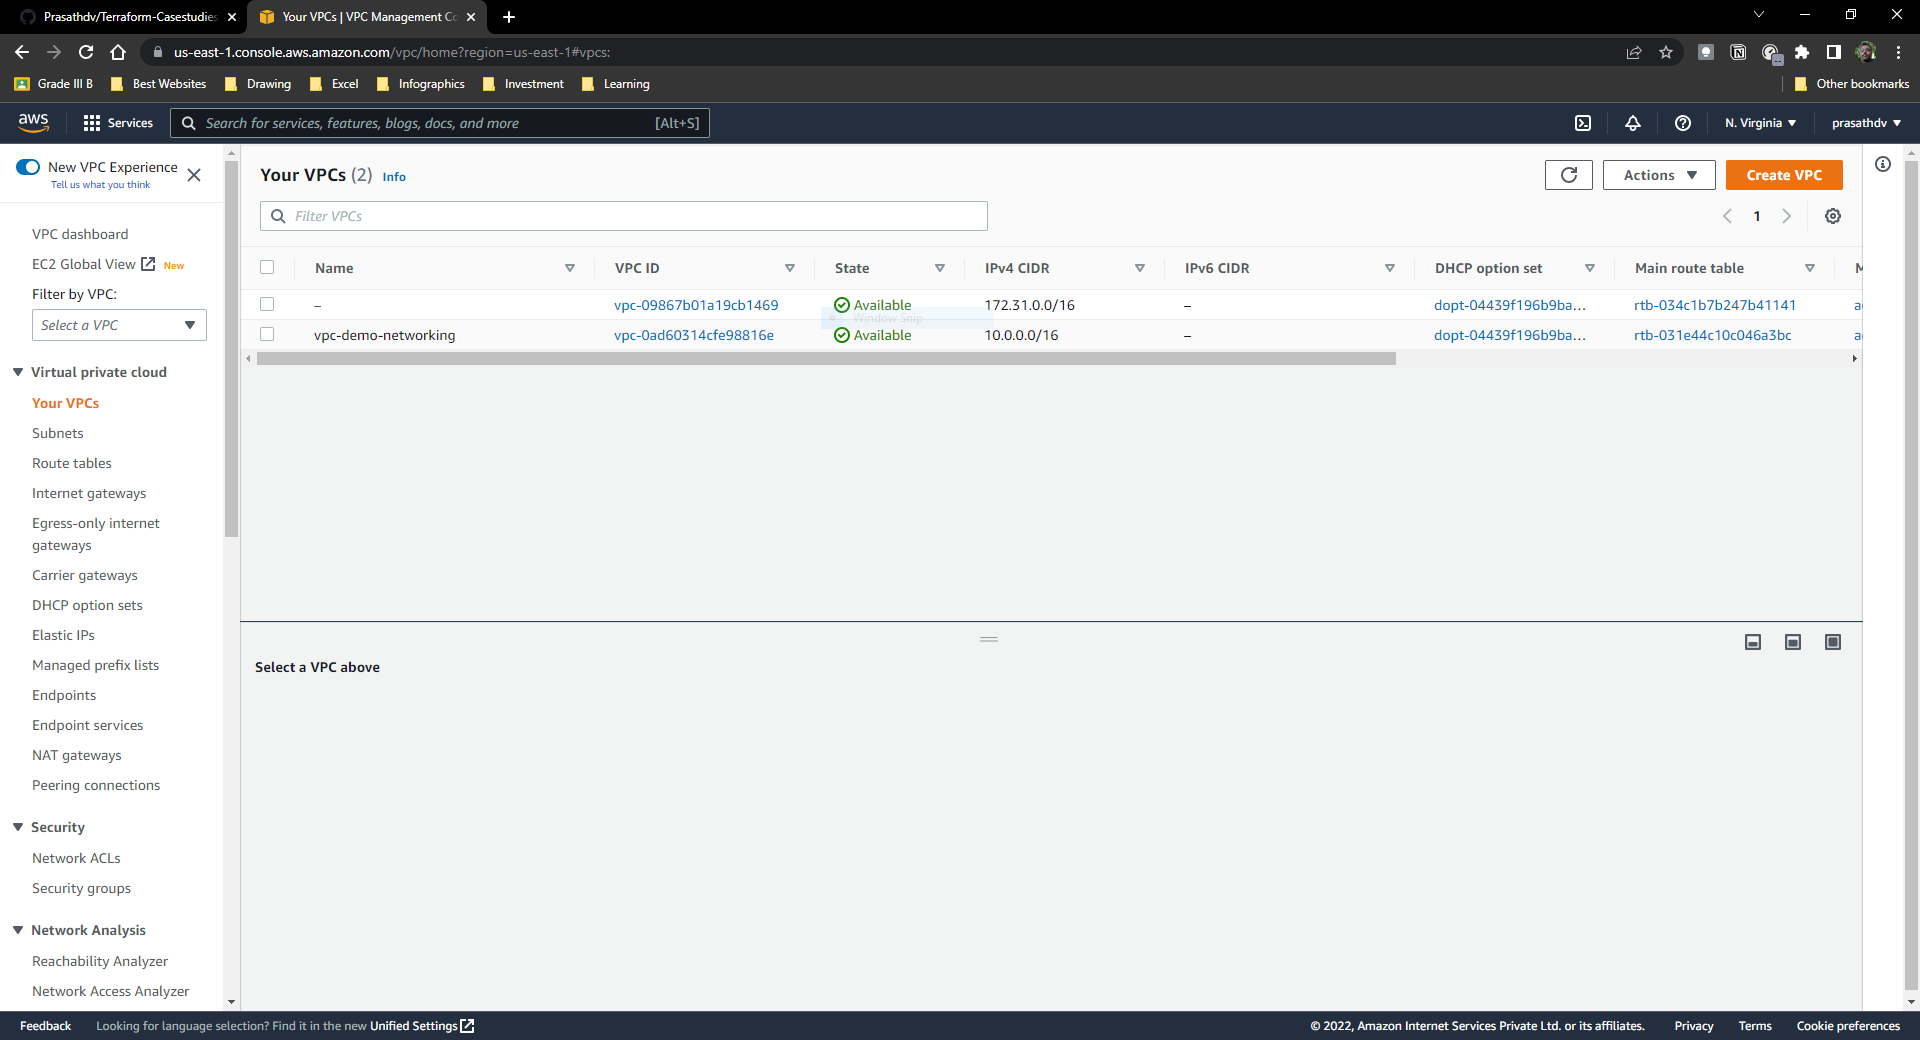 Prasathdv/Terraform-Casestudies
Your VPCs | VPC Management Co
us-east-1.console.aws.amazon.com/vpc/home?region=us-east-1#vpcs:
Grade III B
Best Websites
Drawing
Excel
Infographics
Investment
Learning
Other bookmarks
aws
Services
Search for services, features, blogs, docs, and more
[Alt+S]
N. Virginia
prasathdv
New VPC Experience
Tell us what you think
VPC dashboard
EC2 Global View New
Filter by VPC:
Select a VPC
Virtual private cloud
Your VPCs
Subnets
Route tables
Internet gateways
Egress-only internet
gateways
Carrier gateways
DHCP option sets
Elastic IPs
Managed prefix lists
Endpoints
Endpoint services
NAT gateways
Peering connections
Security
Network ACLs
Security groups
Network Analysis
Reachability Analyzer
Network Access Analyzer
Your VPCs (2) Info
Actions
Create VPC
Filter VPCs
1
Name VPC ID State IPv4 CIDR IPv6 CIDR DHCP option set Main route table M
– vpc-09867b01a19cb1469 Available 172.31.0.0/16 – dopt-04439f196b9ba... rtb-034c1b7b247b41141 a
Window Snip
vpc-demo-networking vpc-0ad60314cfe98816e Available 10.0.0.0/16 – dopt-04439f196b9ba... rtb-031e44c10c046a3bc a
Select a VPC above
Feedback
Looking for language selection? Find it in the new Unified Settings
© 2022, Amazon Internet Services Private Ltd. or its affiliates.
Privacy
Terms
Cookie preferences